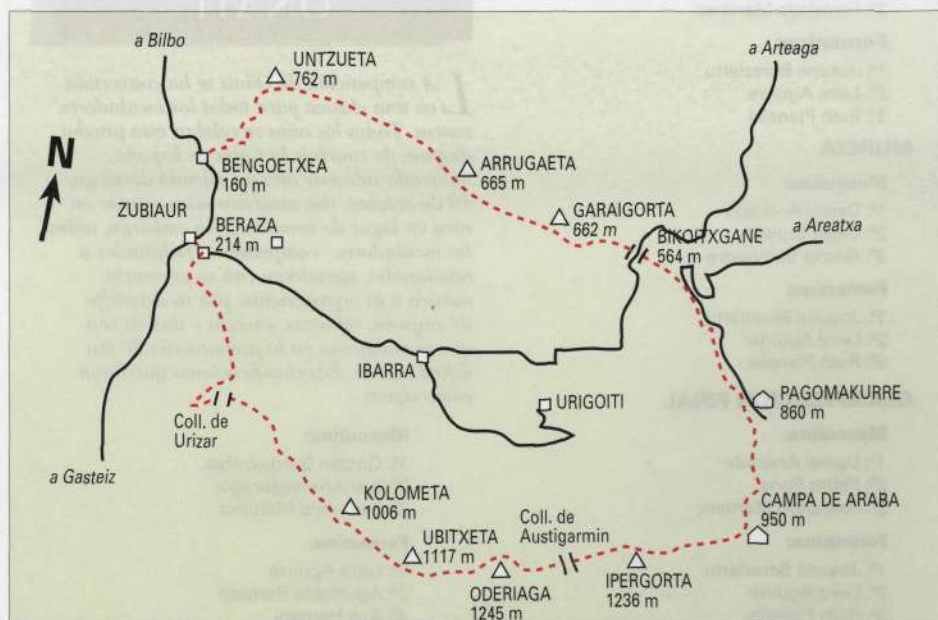 a Bilbo
UNTZUETA
762 m
a Arteaga
N
BENGOETXEA
160 m
ARRUGAETA
665 m
GARAIGORTA
662 m
ZUBIAUR
BERAZA
214 m
BIKOITXGANE
564 m
a Areatxa
IBARRA
URIGOITI
PAGOMAKURRE
860 m
Coll. de
Urizar
a Gasteiz
KOLOMETA
1006 m
CAMPA DE ARABA
950 m
UBITXETA
1117 m
Coll. de
Austigarmin
ODERIAGA
1245 m
IPERGORTA
1236 m